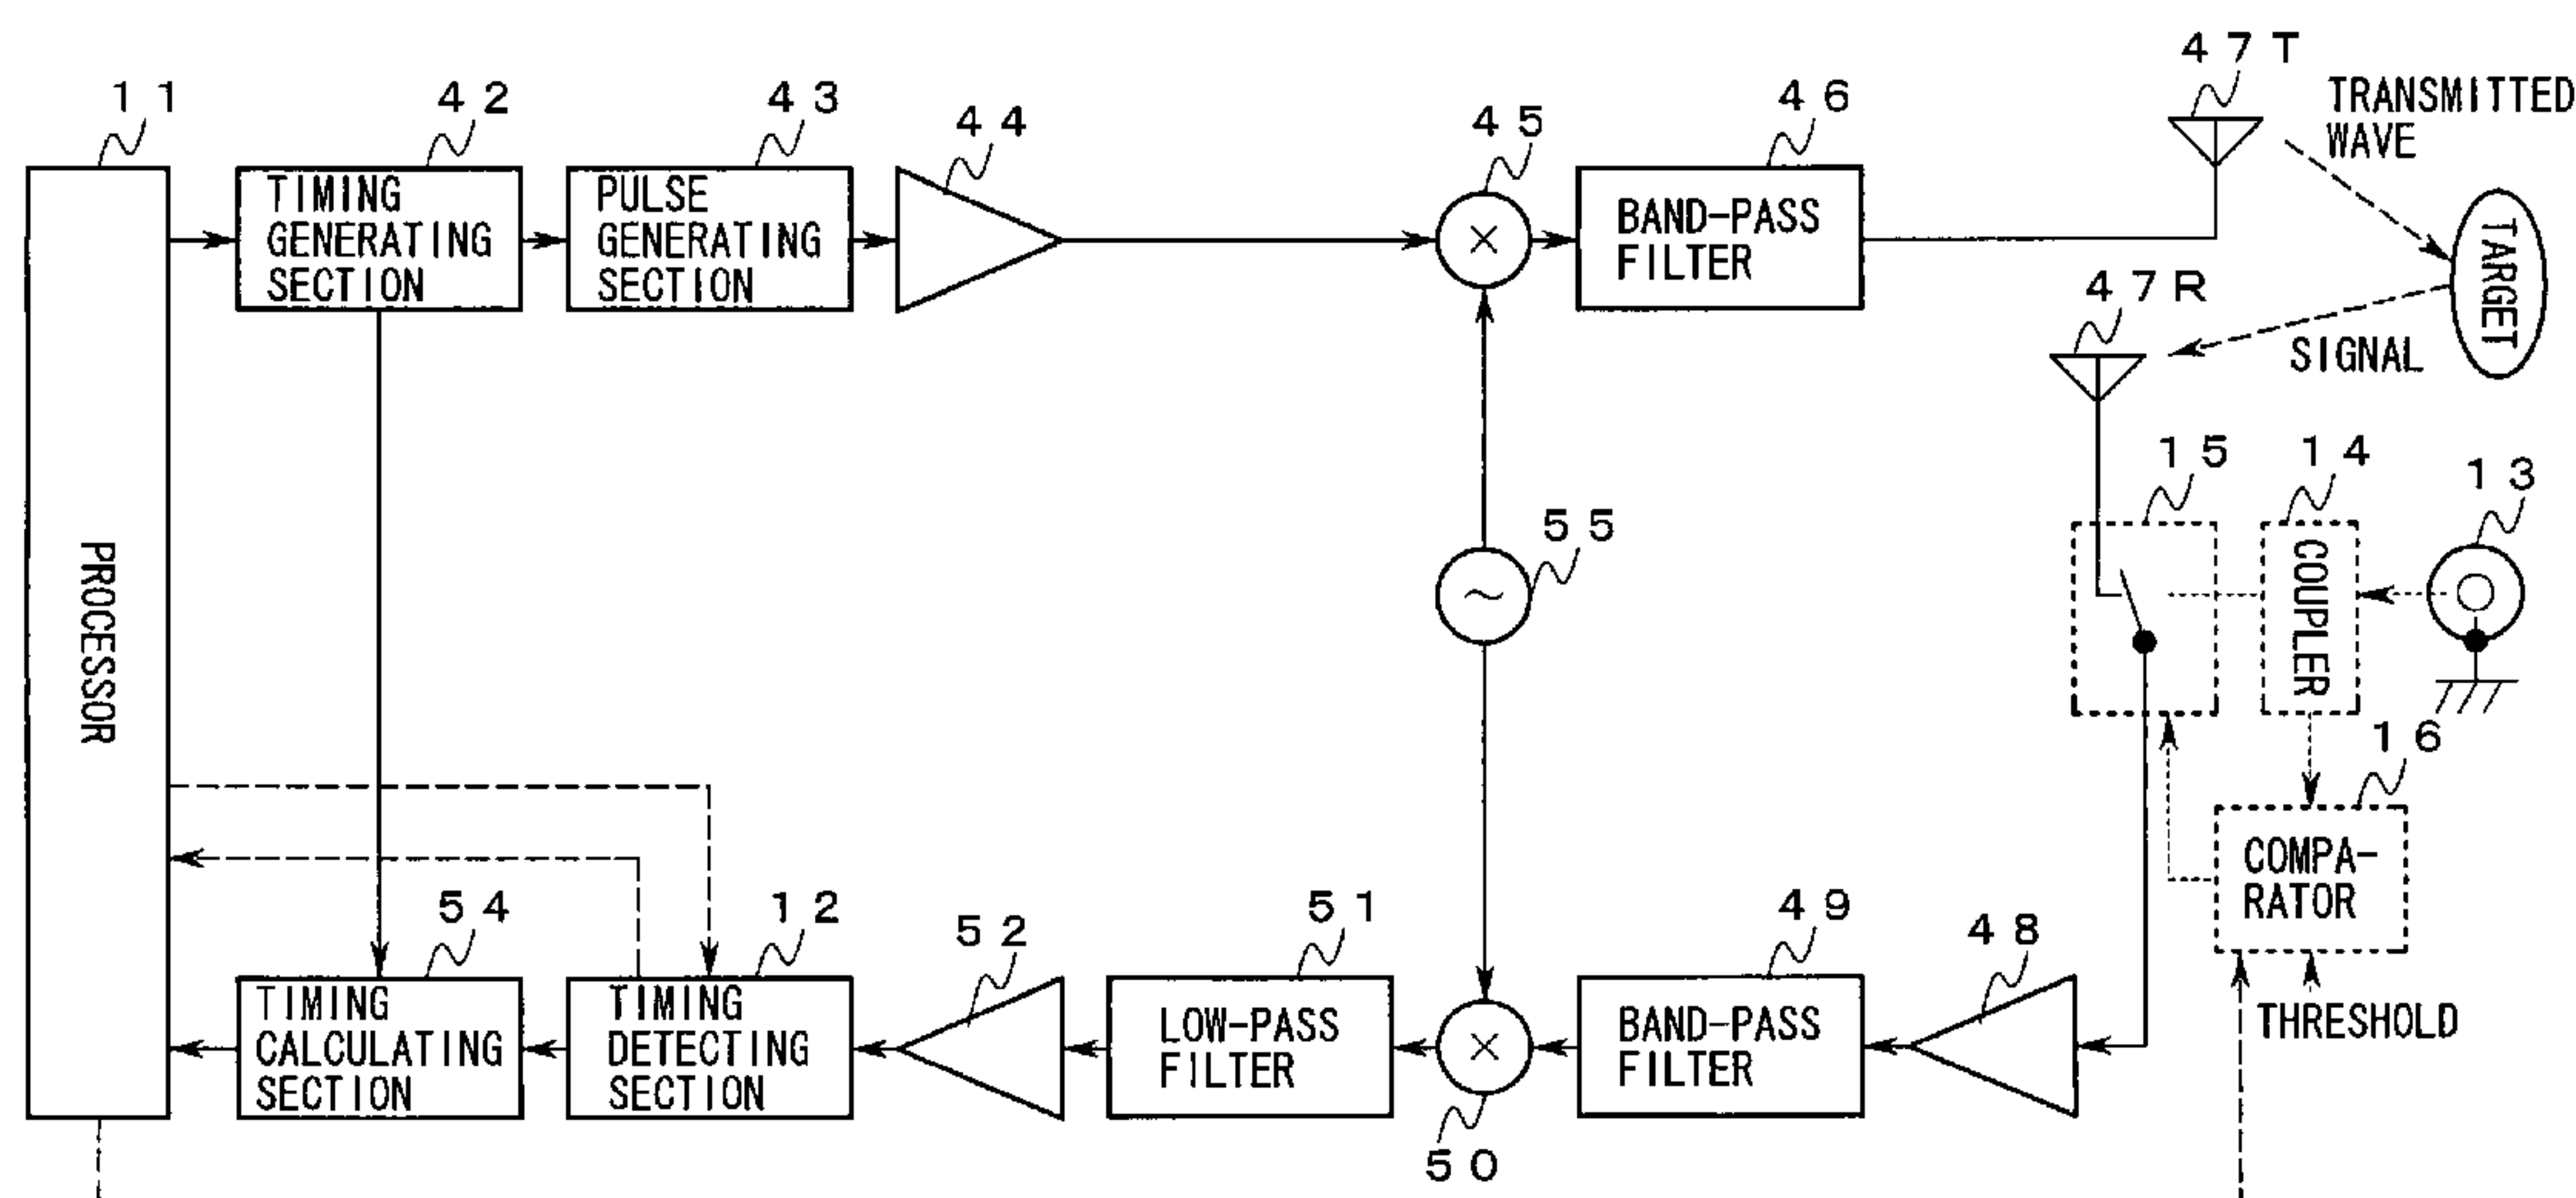 47T
11
42
43
44
45
46
TRANSMITTED
WAVE
TIMING
GENERATING
SECTION
PULSE
GENERATING
SECTION
×
BAND-PASS
FILTER
TARGET
47R
SIGNAL
15
14
13
55
~
PROCESSOR
COUPLER
16
COMPA-
RATOR
54
12
52
51
49
48
TIMING
CALCULATING
SECTION
TIMING
DETECTING
SECTION
LOW-PASS
FILTER
×
BAND-PASS
FILTER
THRESHOLD
50